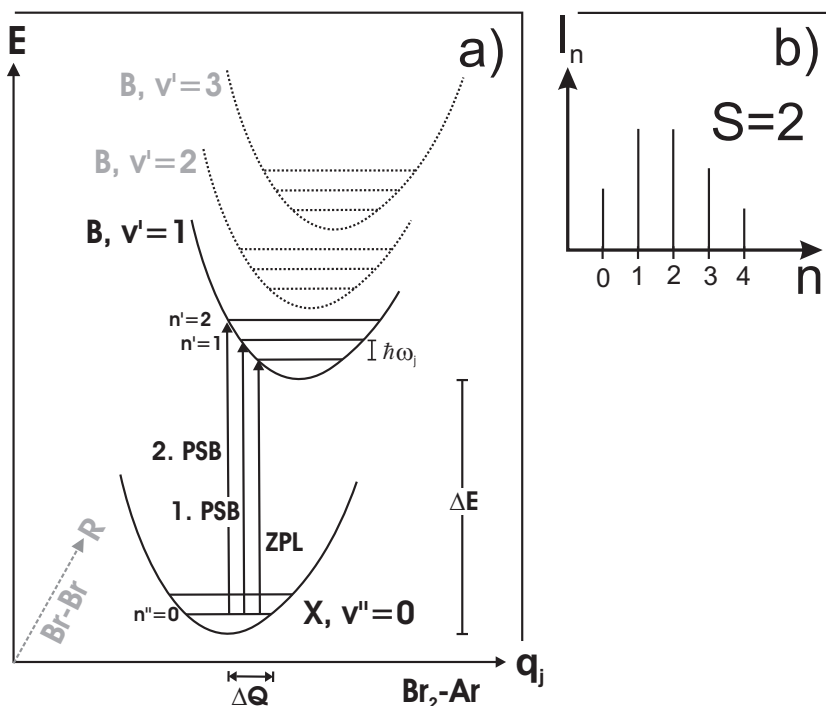 E
a)
B, v'=3
B, v'=2
B, v'=1
n'=2
n'=1
ħω_j
2. PSB
1. PSB
ZPL
ΔE
R
Br-Br
n''=0
X, v''=0
ΔQ
Br₂-Ar
q_j
I_n
b)
S=2
0 1 2 3 4
n